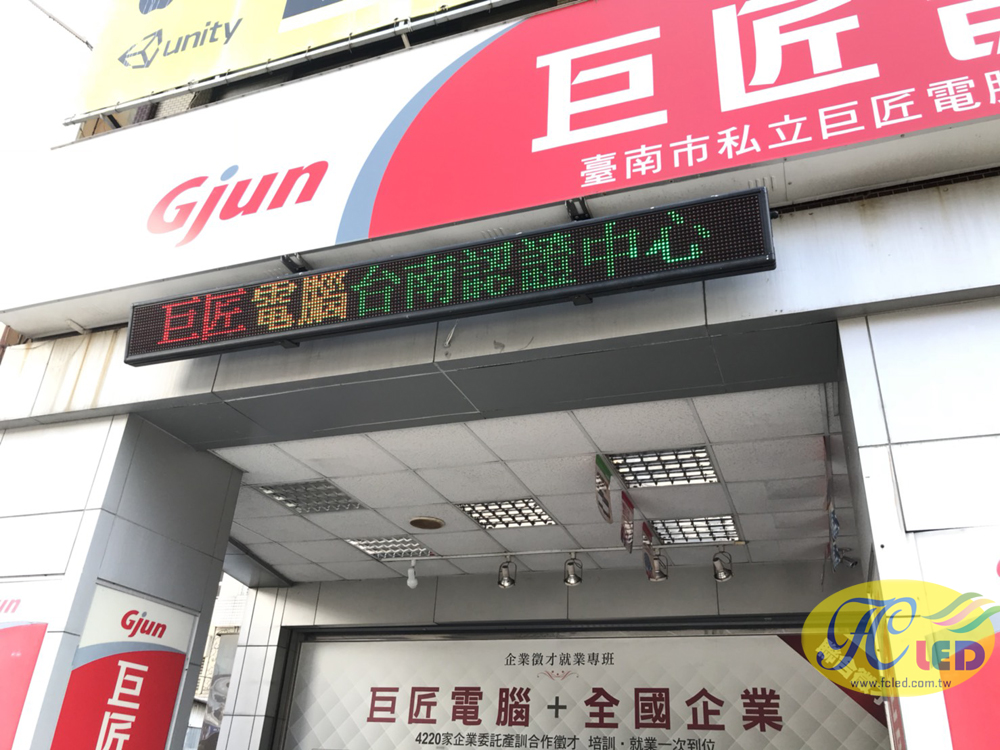 unity
巨匠電
臺南市私立巨匠電腦
Gjun
巨匠電腦台南認證中心
Gjun
巨匠
企業徵才就業專班
巨匠電腦+全國企業
4220家企業委託產訓合作徵才 培訓·就業一次到位
FC LED
www.fcled.com.tw